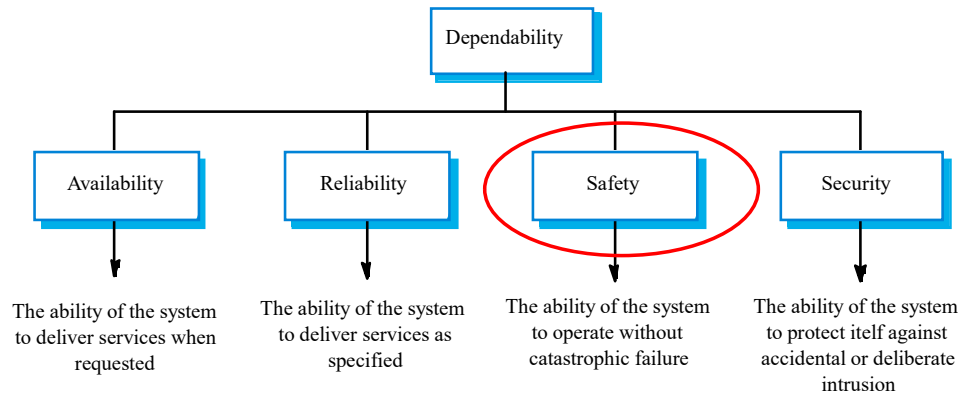 Dependability
Availability
Reliability
Safety
Security
The ability of the system
to deliver services when
requested
The ability of the system
to deliver services as
specified
The ability of the system
to operate without
catastrophic failure
The ability of the system
to protect itelf against
accidental or deliberate
intrusion